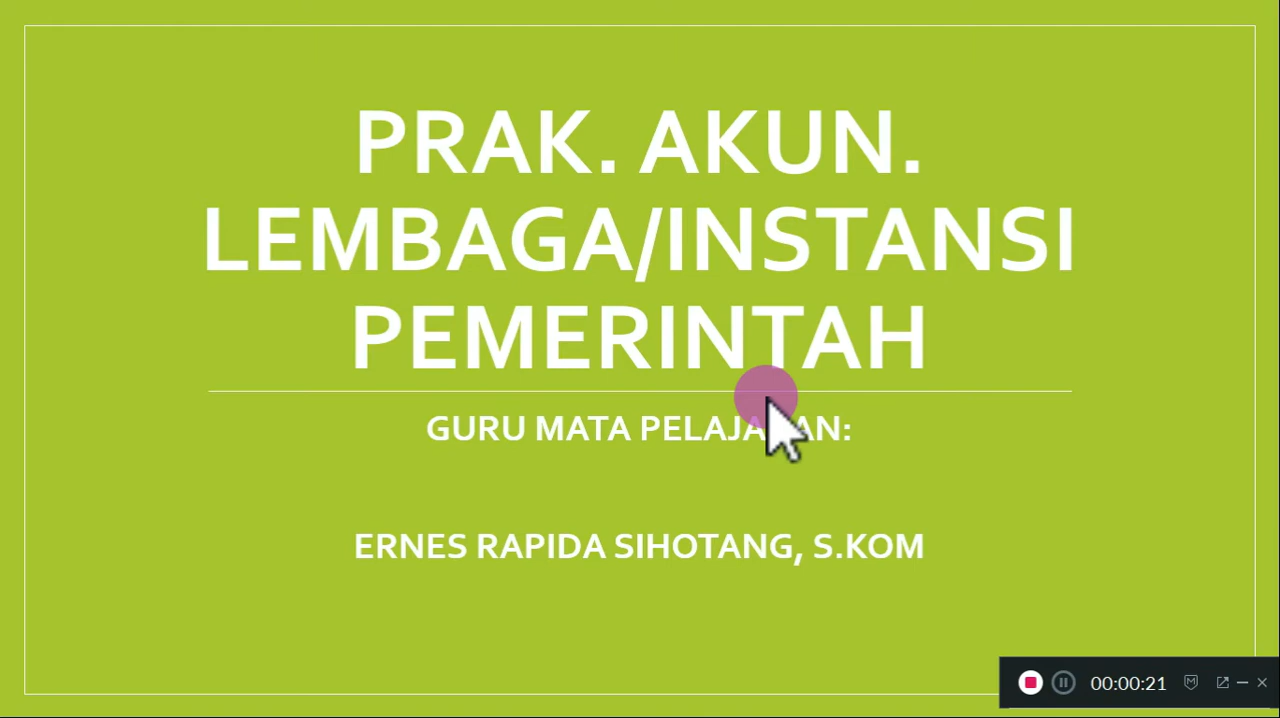 PRAK. AKUN.
LEMBAGA/INSTANSI
PEMERINTAH
GURU MATA PELAJARAN:
ERNES RAPIDA SIHOTANG, S.KOM
00:00:21